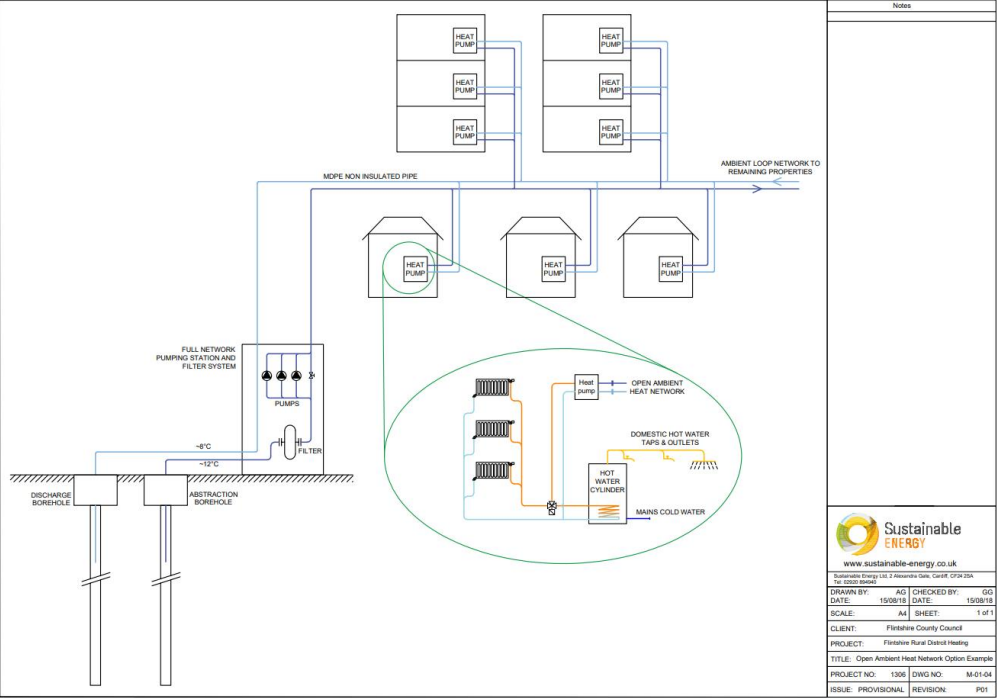 Notes
HEAT
PUMP
HEAT
PUMP
HEAT
PUMP
HEAT
PUMP
HEAT
PUMP
HEAT
PUMP
AMBIENT LOOP NETWORK TO
REMAINING PROPERTIES
MDPE NON INSULATED PIPE
HEAT
PUMP
HEAT
PUMP
HEAT
PUMP
FULL NETWORK
PUMPING STATION AND
FILTER SYSTEM
PUMPS
FILTER
~8°C
~12°C
DISCHARGE
BOREHOLE
ABSTRACTION
BOREHOLE
Heat
pump
OPEN AMBIENT
HEAT NETWORK
DOMESTIC HOT WATER
TAPS & OUTLETS
HOT
WATER
CYLINDER
MAINS COLD WATER
Sustainable
ENERGY
www.sustainable-energy.co.uk
Sustainable Energy Ltd, 2 Alexandra Gate, Cardiff, CF24 2SA
Tel: 02920 894940
DRAWN BY: AG CHECKED BY: GG
DATE: 15/08/18 DATE: 15/08/18
SCALE: A4 SHEET: 1 of 1
CLIENT: Flintshire County Council
PROJECT: Flintshire Rural Distrcit Heating
TITLE: Open Ambient Heat Network Option Example
PROJECT NO: 1306 DWG NO: M-01-04
ISSUE: PROVISIONAL REVISION: P01